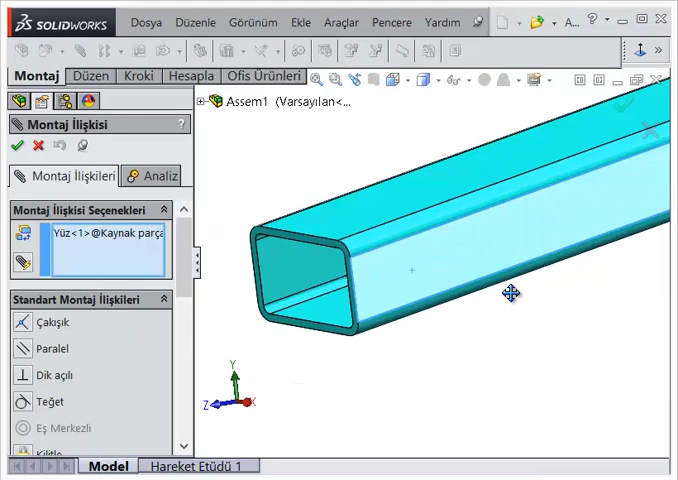 SOLIDWORKS Dosya Düzenle Görünüm Ekle Araçlar Pencere Yardım A... ?
Montaj Düzen Kroki Hesapla Ofis Ürünleri
Assem1 (Varsayılan<...
Montaj İlişkisi ?
Montaj İlişkileri Analiz
Montaj İlişkisi Seçenekleri
Yüz<1>@Kaynak parça
Standart Montaj İlişkileri
Çakışık
Paralel
Dik açılı
Teğet
Eş Merkezli
Kilitle
Y
Z
X
Model Hareket Etüdü 1